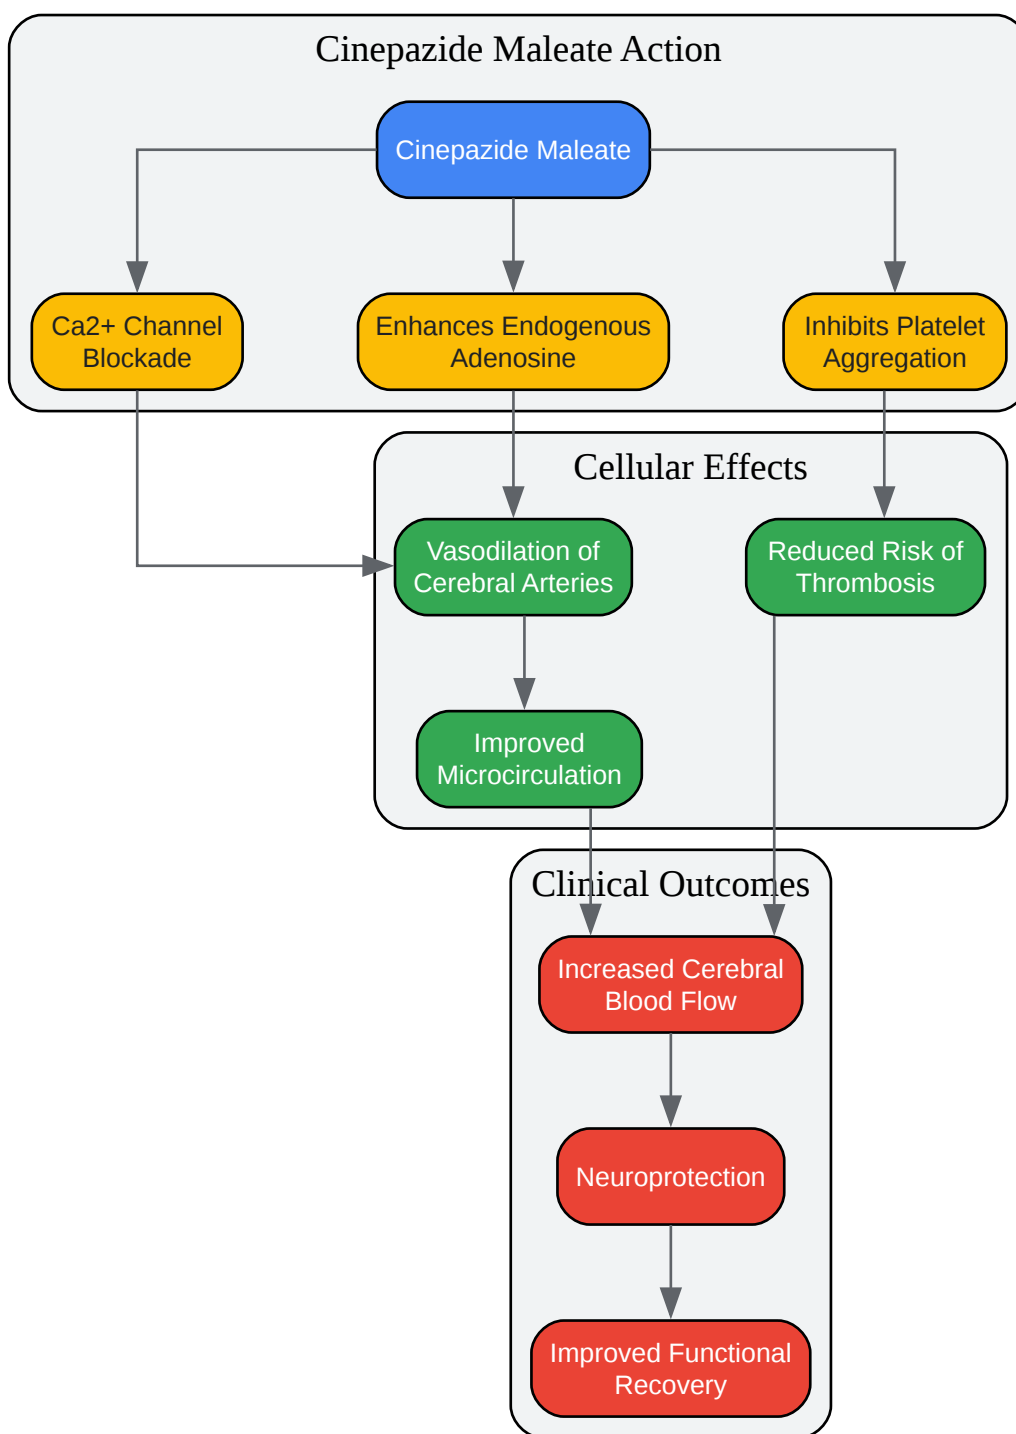 Cinepazide Maleate Action
Cinepazide Maleate
Ca2+ Channel
Blockade
Enhances Endogenous
Adenosine
Inhibits Platelet
Aggregation
Cellular Effects
Vasodilation of
Cerebral Arteries
Reduced Risk of
Thrombosis
Improved
Microcirculation
Clinical Outcomes
Increased Cerebral
Blood Flow
Neuroprotection
Improved Functional
Recovery